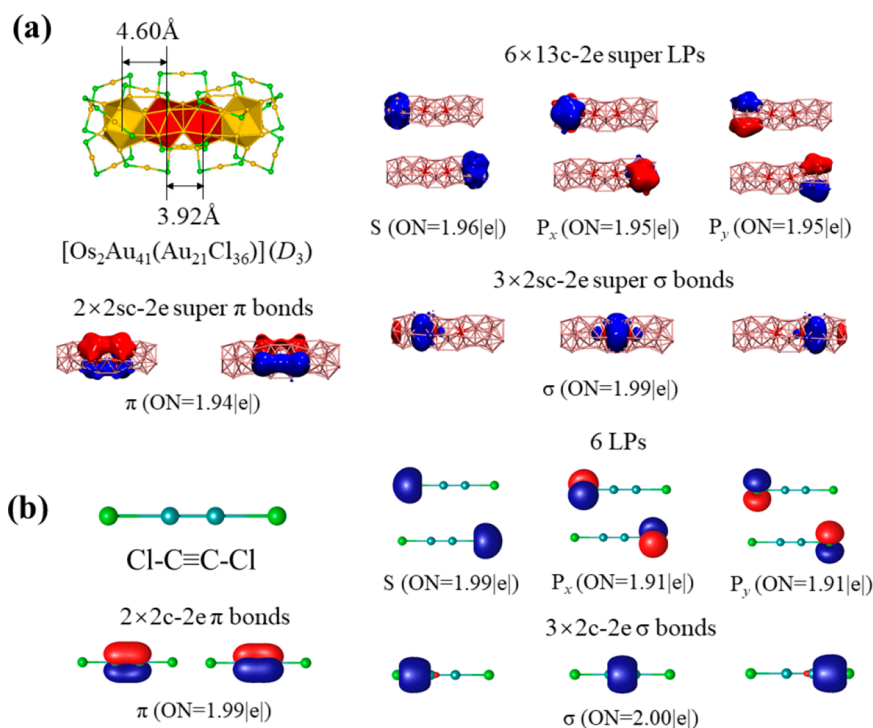 (a)
4.60Å
3.92Å
[Os₂Au₄₁(Au₂₁Cl₃₆)](D₃)
2×2sc-2e super π bonds
π (ON=1.94|e|)
6×13c-2e super LPs
S (ON=1.96|e|) Pₓ (ON=1.95|e|) Pᵧ (ON=1.95|e|)
3×2sc-2e super σ bonds
σ (ON=1.99|e|)
(b)
Cl-C≡C-Cl
2×2c-2e π bonds
π (ON=1.99|e|)
6 LPs
S (ON=1.99|e|) Pₓ (ON=1.91|e|) Pᵧ (ON=1.91|e|)
3×2c-2e σ bonds
σ (ON=2.00|e|)